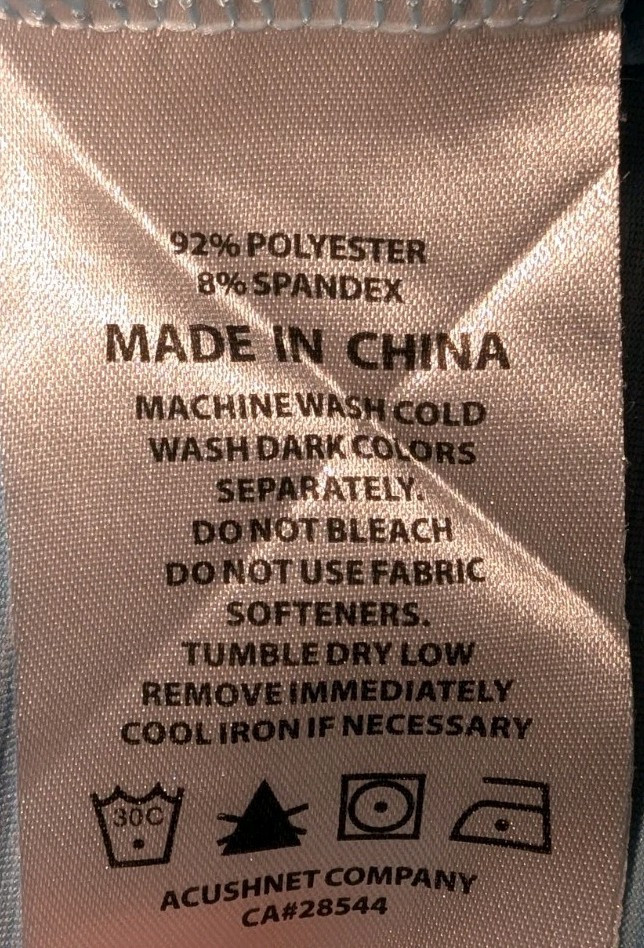 92% POLYESTER
8% SPANDEX
MADE IN CHINA
MACHINE WASH COLD
WASH DARK COLORS
SEPARATELY.
DO NOT BLEACH
DO NOT USE FABRIC
SOFTENERS.
TUMBLE DRY LOW
REMOVE IMMEDIATELY
COOL IRON IF NECESSARY
30C
ACUSHNET COMPANY
CA#28544